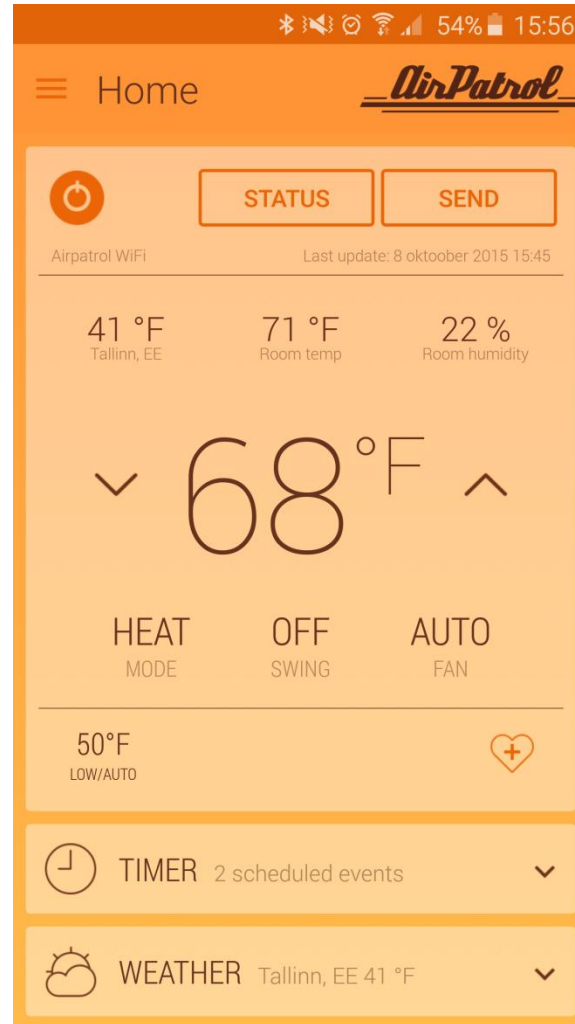 54% 15:56
Home AirPatrol
STATUS SEND
Airpatrol WiFi Last update: 8 oktoober 2015 15:45
41 °F 71 °F 22 %
Tallinn, EE Room temp Room humidity
68°F
HEAT OFF AUTO
MODE SWING FAN
50°F
LOW/AUTO
TIMER 2 scheduled events
WEATHER Tallinn, EE 41 °F